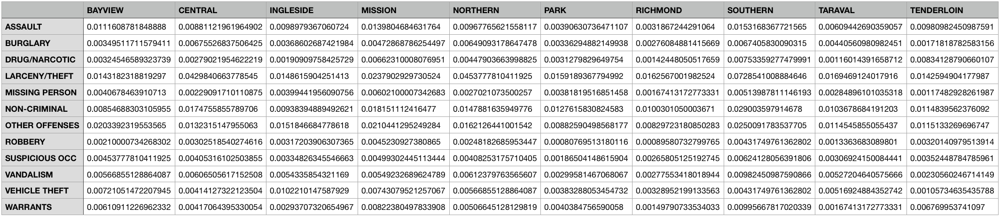 BAYVIEW CENTRAL INGLESIDE MISSION NORTHERN PARK RICHMOND SOUTHERN TARAVAL TENDERLOIN
ASSAULT 0.0111608781848888 0.00881121961964902 0.0098979367060724 0.0139804684631764 0.00967765621558117 0.00390630736471107 0.0031867244291064 0.0153168367721565 0.00609442690359057 0.00980982450987591
BURGLARY 0.00349511711579411 0.00675526837506425 0.00368602687421984 0.00472868786254497 0.00649093178647478 0.00336294882149938 0.00276084881415669 0.0067405830090315 0.00440560980982451 0.00171818782583156
DRUG/NARCOTIC 0.00324546589323739 0.00279021954622219 0.00190909758425729 0.00662310008076951 0.00447903663998825 0.0031279829649754 0.00142448050517659 0.00753359277479991 0.00116014391658712 0.00834128790660107
LARCENY/THEFT 0.0143182318819297 0.0429840663778545 0.0148615904251413 0.0237902929730524 0.0453777810411925 0.0159189367794992 0.0162567001982524 0.0728541008884646 0.0169469124017916 0.0142594904177987
MISSING PERSON 0.0040678463910713 0.00229091710110875 0.00399441956090756 0.00602100007342683 0.0027021073500257 0.00381819516851458 0.00167413172773331 0.00513987811146193 0.00284896101035318 0.00117482928261987
NON-CRIMINAL 0.00854688303105955 0.0174755855789706 0.00938394889492621 0.018151112416477 0.0147881635949776 0.0127615830824583 0.0100301050003671 0.029003597914678 0.0103678684191203 0.0114839562376092
OTHER OFFENSES 0.0203392319553565 0.0132315147955063 0.0151846684778618 0.0210441295249284 0.0162126441001542 0.00882590498568177 0.00829723180850283 0.0250091783537705 0.0114545855055437 0.0115133269696747
ROBBERY 0.00210000734268302 0.00302518540274616 0.00317203906307365 0.0045230927380865 0.00248182685953447 0.00080769513180116 0.000895807327997​65 0.00431749761362802 0.0013363683089801 0.00320140979513914
SUSPICIOUS OCC 0.00453777810411925 0.00405316102503855 0.00334826345546663 0.00499302445113444 0.00408253175710405 0.00186504148615904 0.00265805125192745 0.00624128056391806 0.00306924150084441 0.00352448784785961
VANDALISM 0.00566855128864087 0.00606505617152508 0.0054335854321169 0.00549232689624789 0.00612379763565607 0.00299581467068067 0.00277553418018944 0.00982450987590866 0.00527204640575666 0.00230560246714149
VEHICLE THEFT 0.00721051472207945 0.00414127322123504 0.0102210147587929 0.00743079521257067 0.00566855128864087 0.00383288053454732 0.00328952199133563 0.00431749761362802 0.00516924884352742 0.00105734635435788
WARRANTS 0.00610911226962332 0.00417064395330054 0.00293707320654967 0.00822380497833908 0.00506645128129819 0.0040384756590058 0.00149790733534033 0.00995667817020339 0.00167413172773331 0.006769953741097